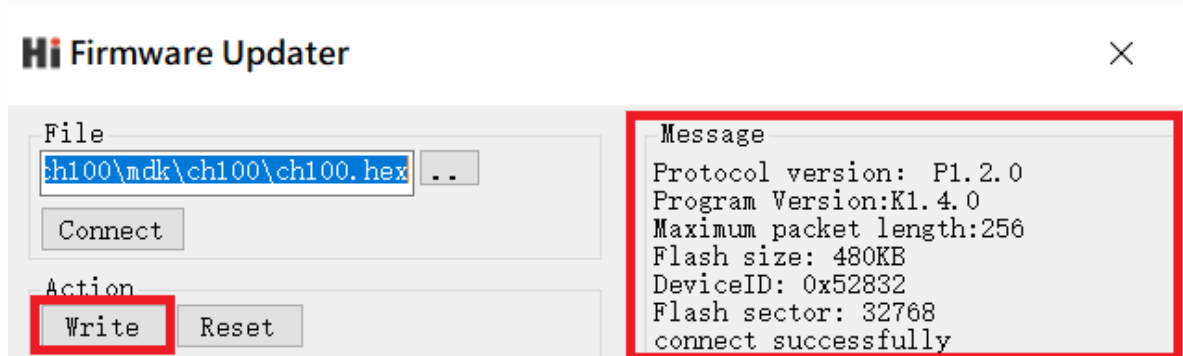 Hi Firmware Updater
File
ch100\mdk\ch100\ch100.hex ..
Connect
Action
Write Reset
Message
Protocol version: P1.2.0
Program Version:K1.4.0
Maximum packet length:256
Flash size: 480KB
DeviceID: 0x52832
Flash sector: 32768
connect successfully